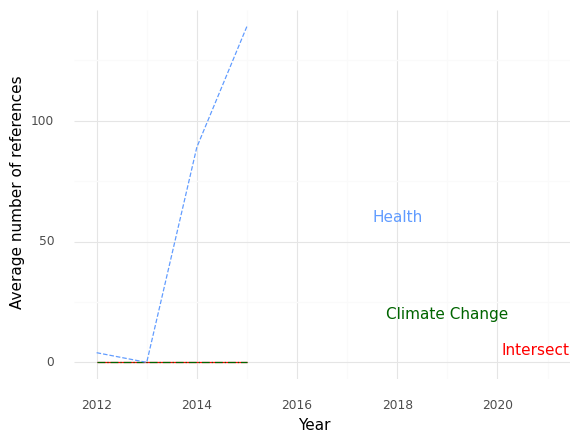 Average number of references
100
50
0
Health
Climate Change
Intersect
2012
2014
2016
2018
2020
Year